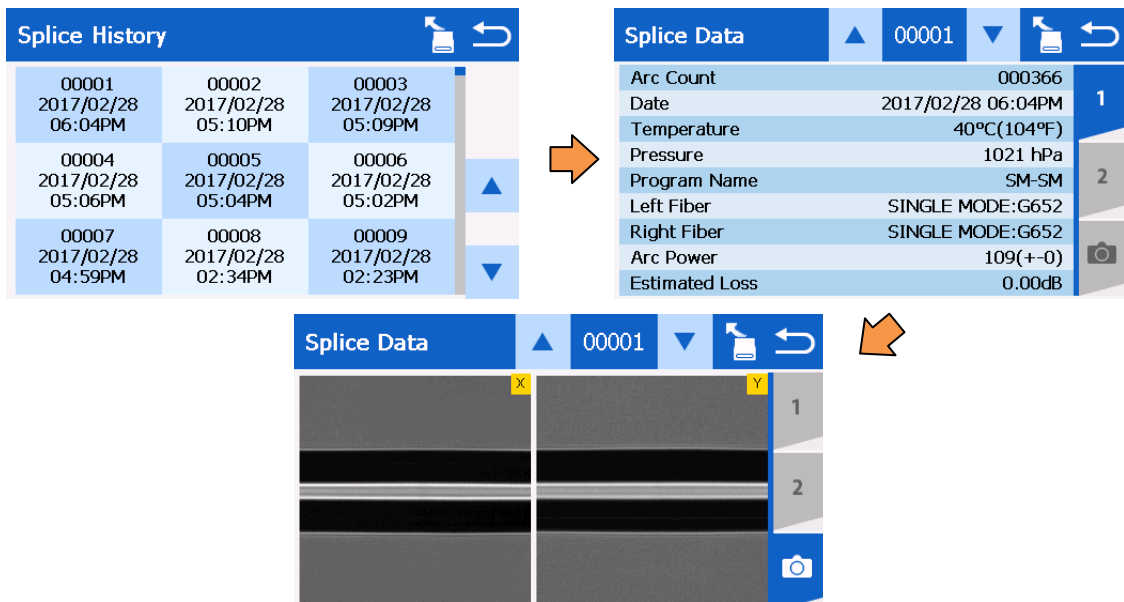 Splice History
00001 00002 00003
2017/02/28 2017/02/28 2017/02/28
06:04PM 05:10PM 05:09PM
00004 00005 00006
2017/02/28 2017/02/28 2017/02/28
05:06PM 05:04PM 05:02PM
00007 00008 00009
2017/02/28 2017/02/28 2017/02/28
04:59PM 02:34PM 02:23PM
Splice Data 00001
Arc Count 000366
Date 2017/02/28 06:04PM
Temperature 40ºC(104ºF)
Pressure 1021 hPa
Program Name SM-SM
Left Fiber SINGLE MODE:G652
Right Fiber SINGLE MODE:G652
Arc Power 109(+-0)
Estimated Loss 0.00dB
1
2
Splice Data 00001
X Y
1
2